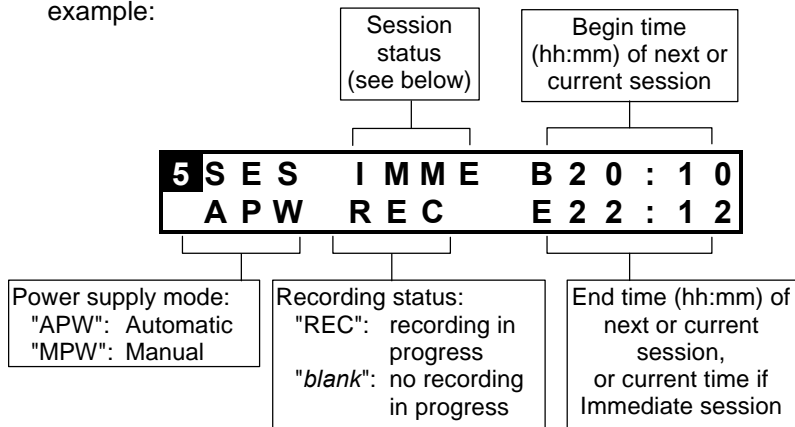 example:
Session
status
(see below)
Begin time
(hh:mm) of next or
current session
5 SES IMME B20:10
APW REC E22:12
Power supply mode:
"APW": Automatic
"MPW": Manual
Recording status:
"REC": recording in
progress
"blank": no recording
in progress
End time (hh:mm) of
next or current
session,
or current time if
Immediate session